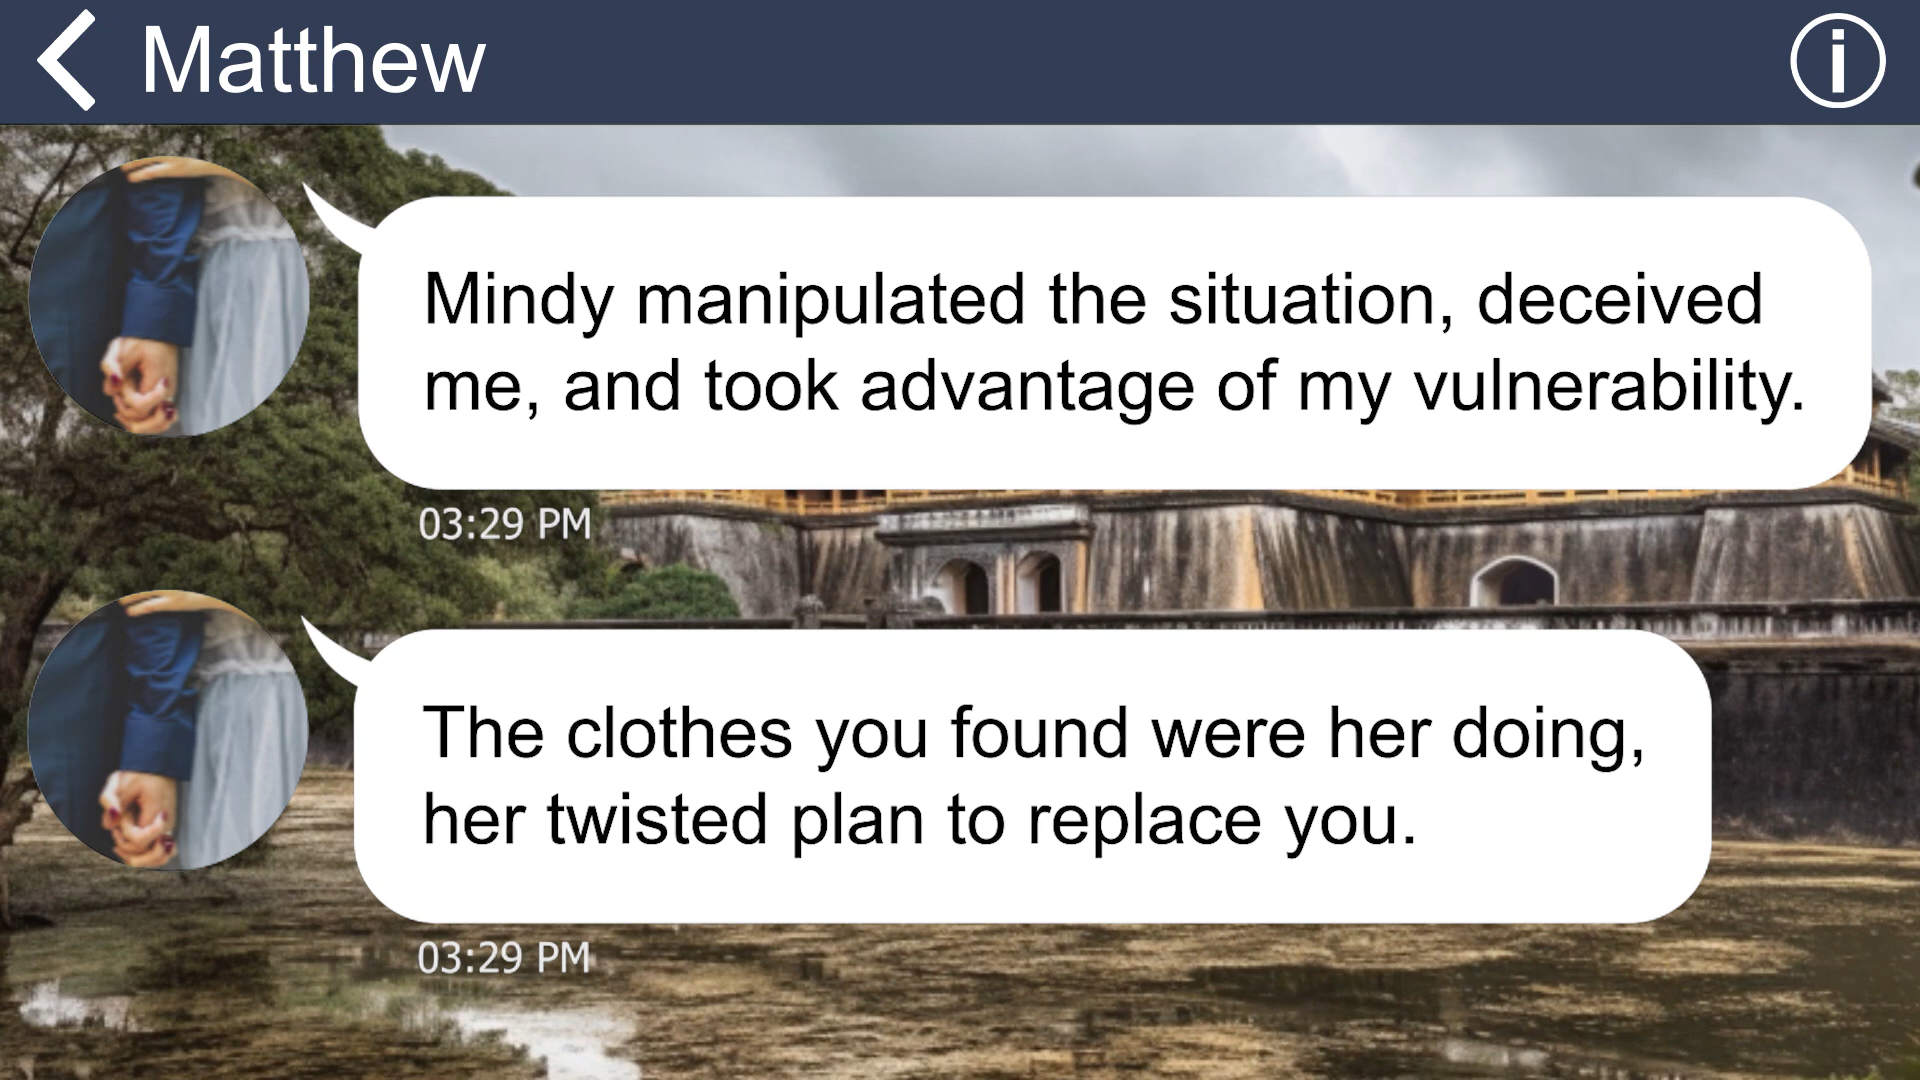 Matthew
Mindy manipulated the situation, deceived
me, and took advantage of my vulnerability.
03:29 PM
The clothes you found were her doing,
her twisted plan to replace you.
03:29 PM